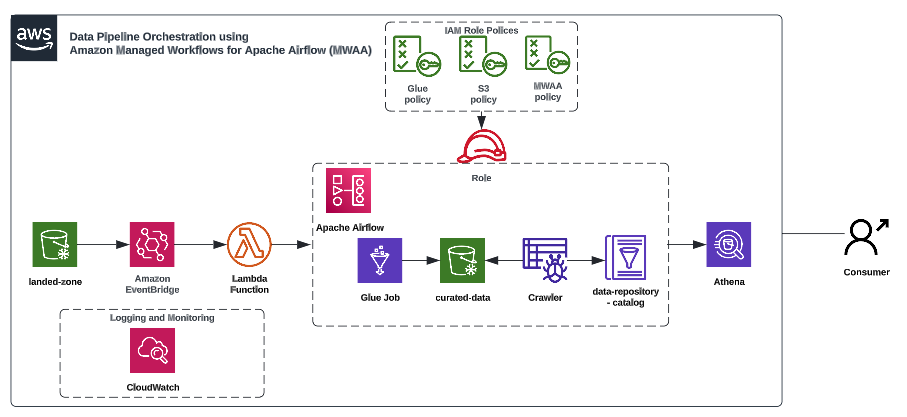 aws
Data Pipeline Orchestration using
Amazon Managed Workflows for Apache Airflow (MWAA)
IAM Role Polices
Glue
policy
S3
policy
MWAA
policy
Role
Apache Airflow
landed-zone
Amazon
EventBridge
Lambda
Function
Glue Job
curated-data
Crawler
data-repository
- catalog
Athena
Consumer
Logging and Monitoring
CloudWatch